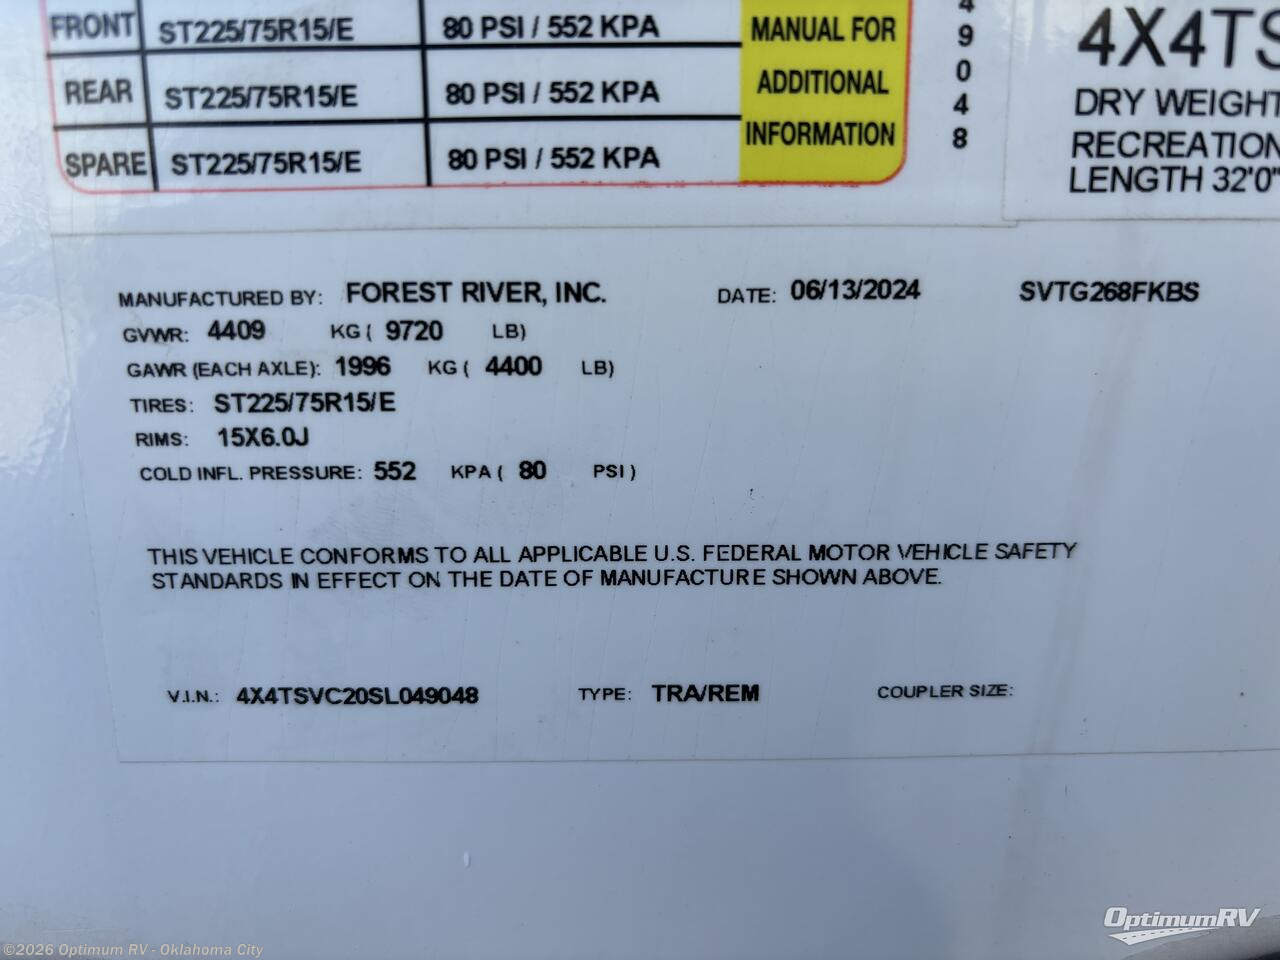 FRONT ST225/75R15/E 80 PSI / 552 KPA MANUAL FOR
REAR ST225/75R15/E 80 PSI / 552 KPA ADDITIONAL
SPARE ST225/75R15/E 80 PSI / 552 KPA INFORMATION
4
9
0
4
8
4X4TS
DRY WEIGHT
RECREATION
LENGTH 32'0"
MANUFACTURED BY: FOREST RIVER, INC. DATE: 06/13/2024 SVTG268FKBS
GVWR: 4409 KG ( 9720 LB)
GAWR (EACH AXLE): 1996 KG ( 4400 LB)
TIRES: ST225/75R15/E
RIMS: 15X6.0J
COLD INFL. PRESSURE: 552 KPA ( 80 PSI )
THIS VEHICLE CONFORMS TO ALL APPLICABLE U.S. FEDERAL MOTOR VEHICLE SAFETY
STANDARDS IN EFFECT ON THE DATE OF MANUFACTURE SHOWN ABOVE.
V.I.N.: 4X4TSVC20SL049048 TYPE: TRA/REM COUPLER SIZE:
OptimumRV
©2026 Optimum RV - Oklahoma City